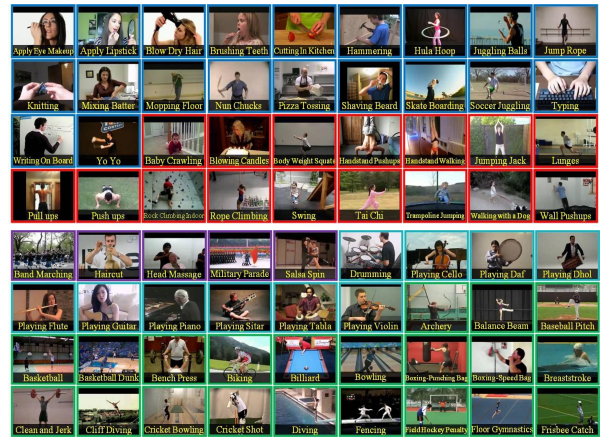 Apply Eye Makeup
Apply Lipstick
Blow Dry Hair
Brushing Teeth
Cutting In Kitchen
Hammering
Hula Hoop
Juggling Balls
Jump Rope
Knitting
Mixing Batter
Mopping Floor
Nun Chucks
Pizza Tossing
Shaving Beard
Skate Boarding
Soccer Juggling
Typing
Writing On Board
Yo Yo
Baby Crawling
Blowing Candles
Body Weight Squats
Handstand Pushups
Handstand Walking
Jumping Jack
Lunges
Pull ups
Push ups
Rock Climbing Indoor
Rope Climbing
Swing
Tai Chi
Trampoline Jumping
Walking with a Dog
Wall Pushups
Band Marching
Haircut
Head Massage
Military Parade
Salsa Spin
Drumming
Playing Cello
Playing Daf
Playing Dhol
Playing Flute
Playing Guitar
Playing Piano
Playing Sitar
Playing Tabla
Playing Violin
Archery
Balance Beam
Baseball Pitch
Basketball
Basketball Dunk
Bench Press
Biking
Billiard
Bowling
Boxing-Punching Bag
Boxing-Speed Bag
Breaststroke
Clean and Jerk
Cliff Diving
Cricket Bowling
Cricket Shot
Diving
Fencing
Field Hockey Penalty
Floor Gymnastics
Frisbee Catch